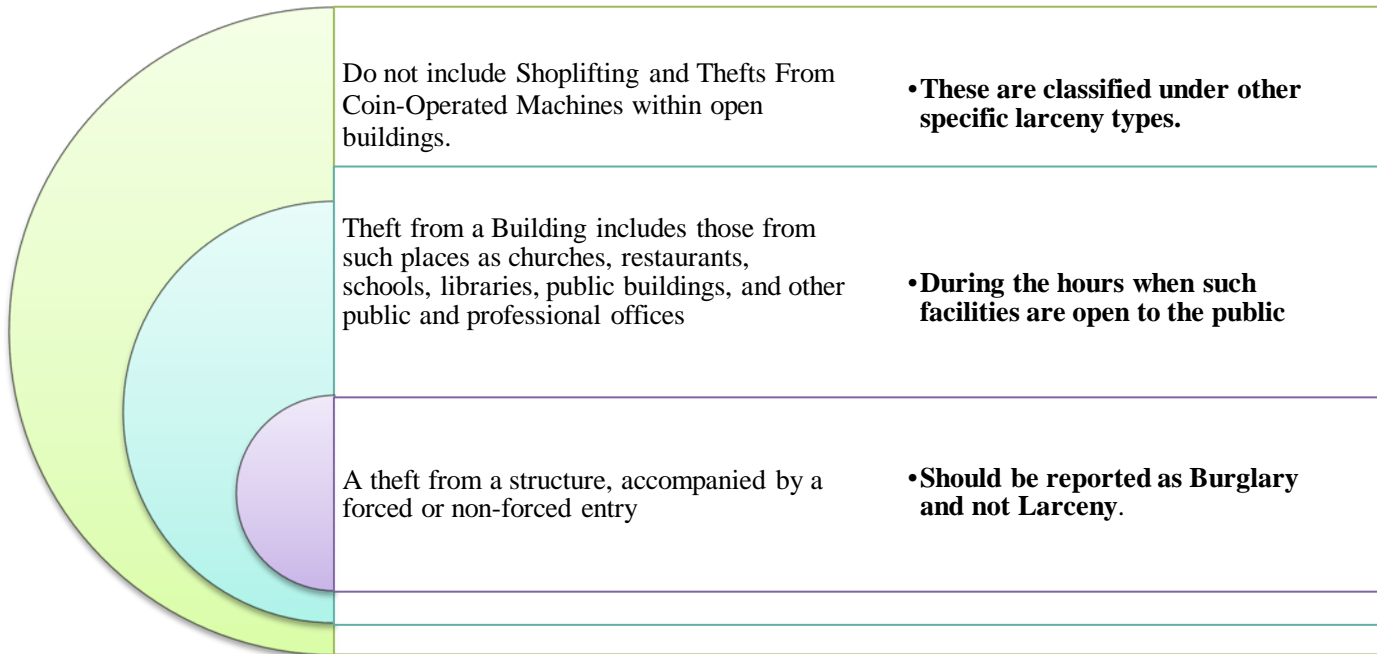 Do not include Shoplifting and Thefts From
Coin-Operated Machines within open
buildings.
•These are classified under other
specific larceny types.
Theft from a Building includes those from
such places as churches, restaurants,
schools, libraries, public buildings, and other
public and professional offices
•During the hours when such
facilities are open to the public
A theft from a structure, accompanied by a
forced or non-forced entry
•Should be reported as Burglary
and not Larceny.